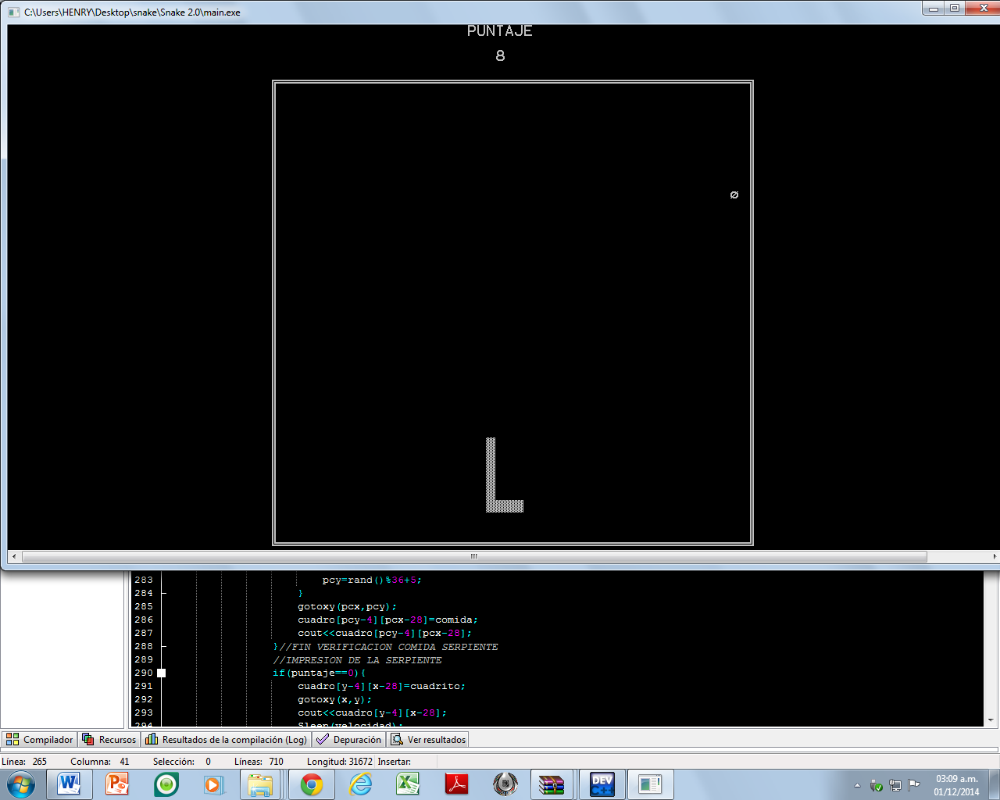 C:\Users\HENRY\Desktop\snake\Snake 2.0\main.exe
PUNTAJE
8
283 pcy=rand()%36+5;
284 }
285 gotoxy(pcx,pcy);
286 cuadro[pcy-4][pcx-28]=comida;
287 cout<<cuadro[pcy-4][pcx-28];
288 }//FIN VERIFICACION COMIDA SERPIENTE
289 //IMPRESION DE LA SERPIENTE
290 if(puntaje==0){
291 cuadro[y-4][x-28]=cuadrito;
292 gotoxy(x,y);
293 cout<<cuadro[y-4][x-28];
294 Sleep(velocidad);
Compilador Recursos Resultados de la compilación (Log) Depuración Ver resultados
Línea: 265 Columna: 41 Selección: 0 Líneas: 710 Longitud: 31672 Insertar:
DEV C++
03:09 a.m.
01/12/2014